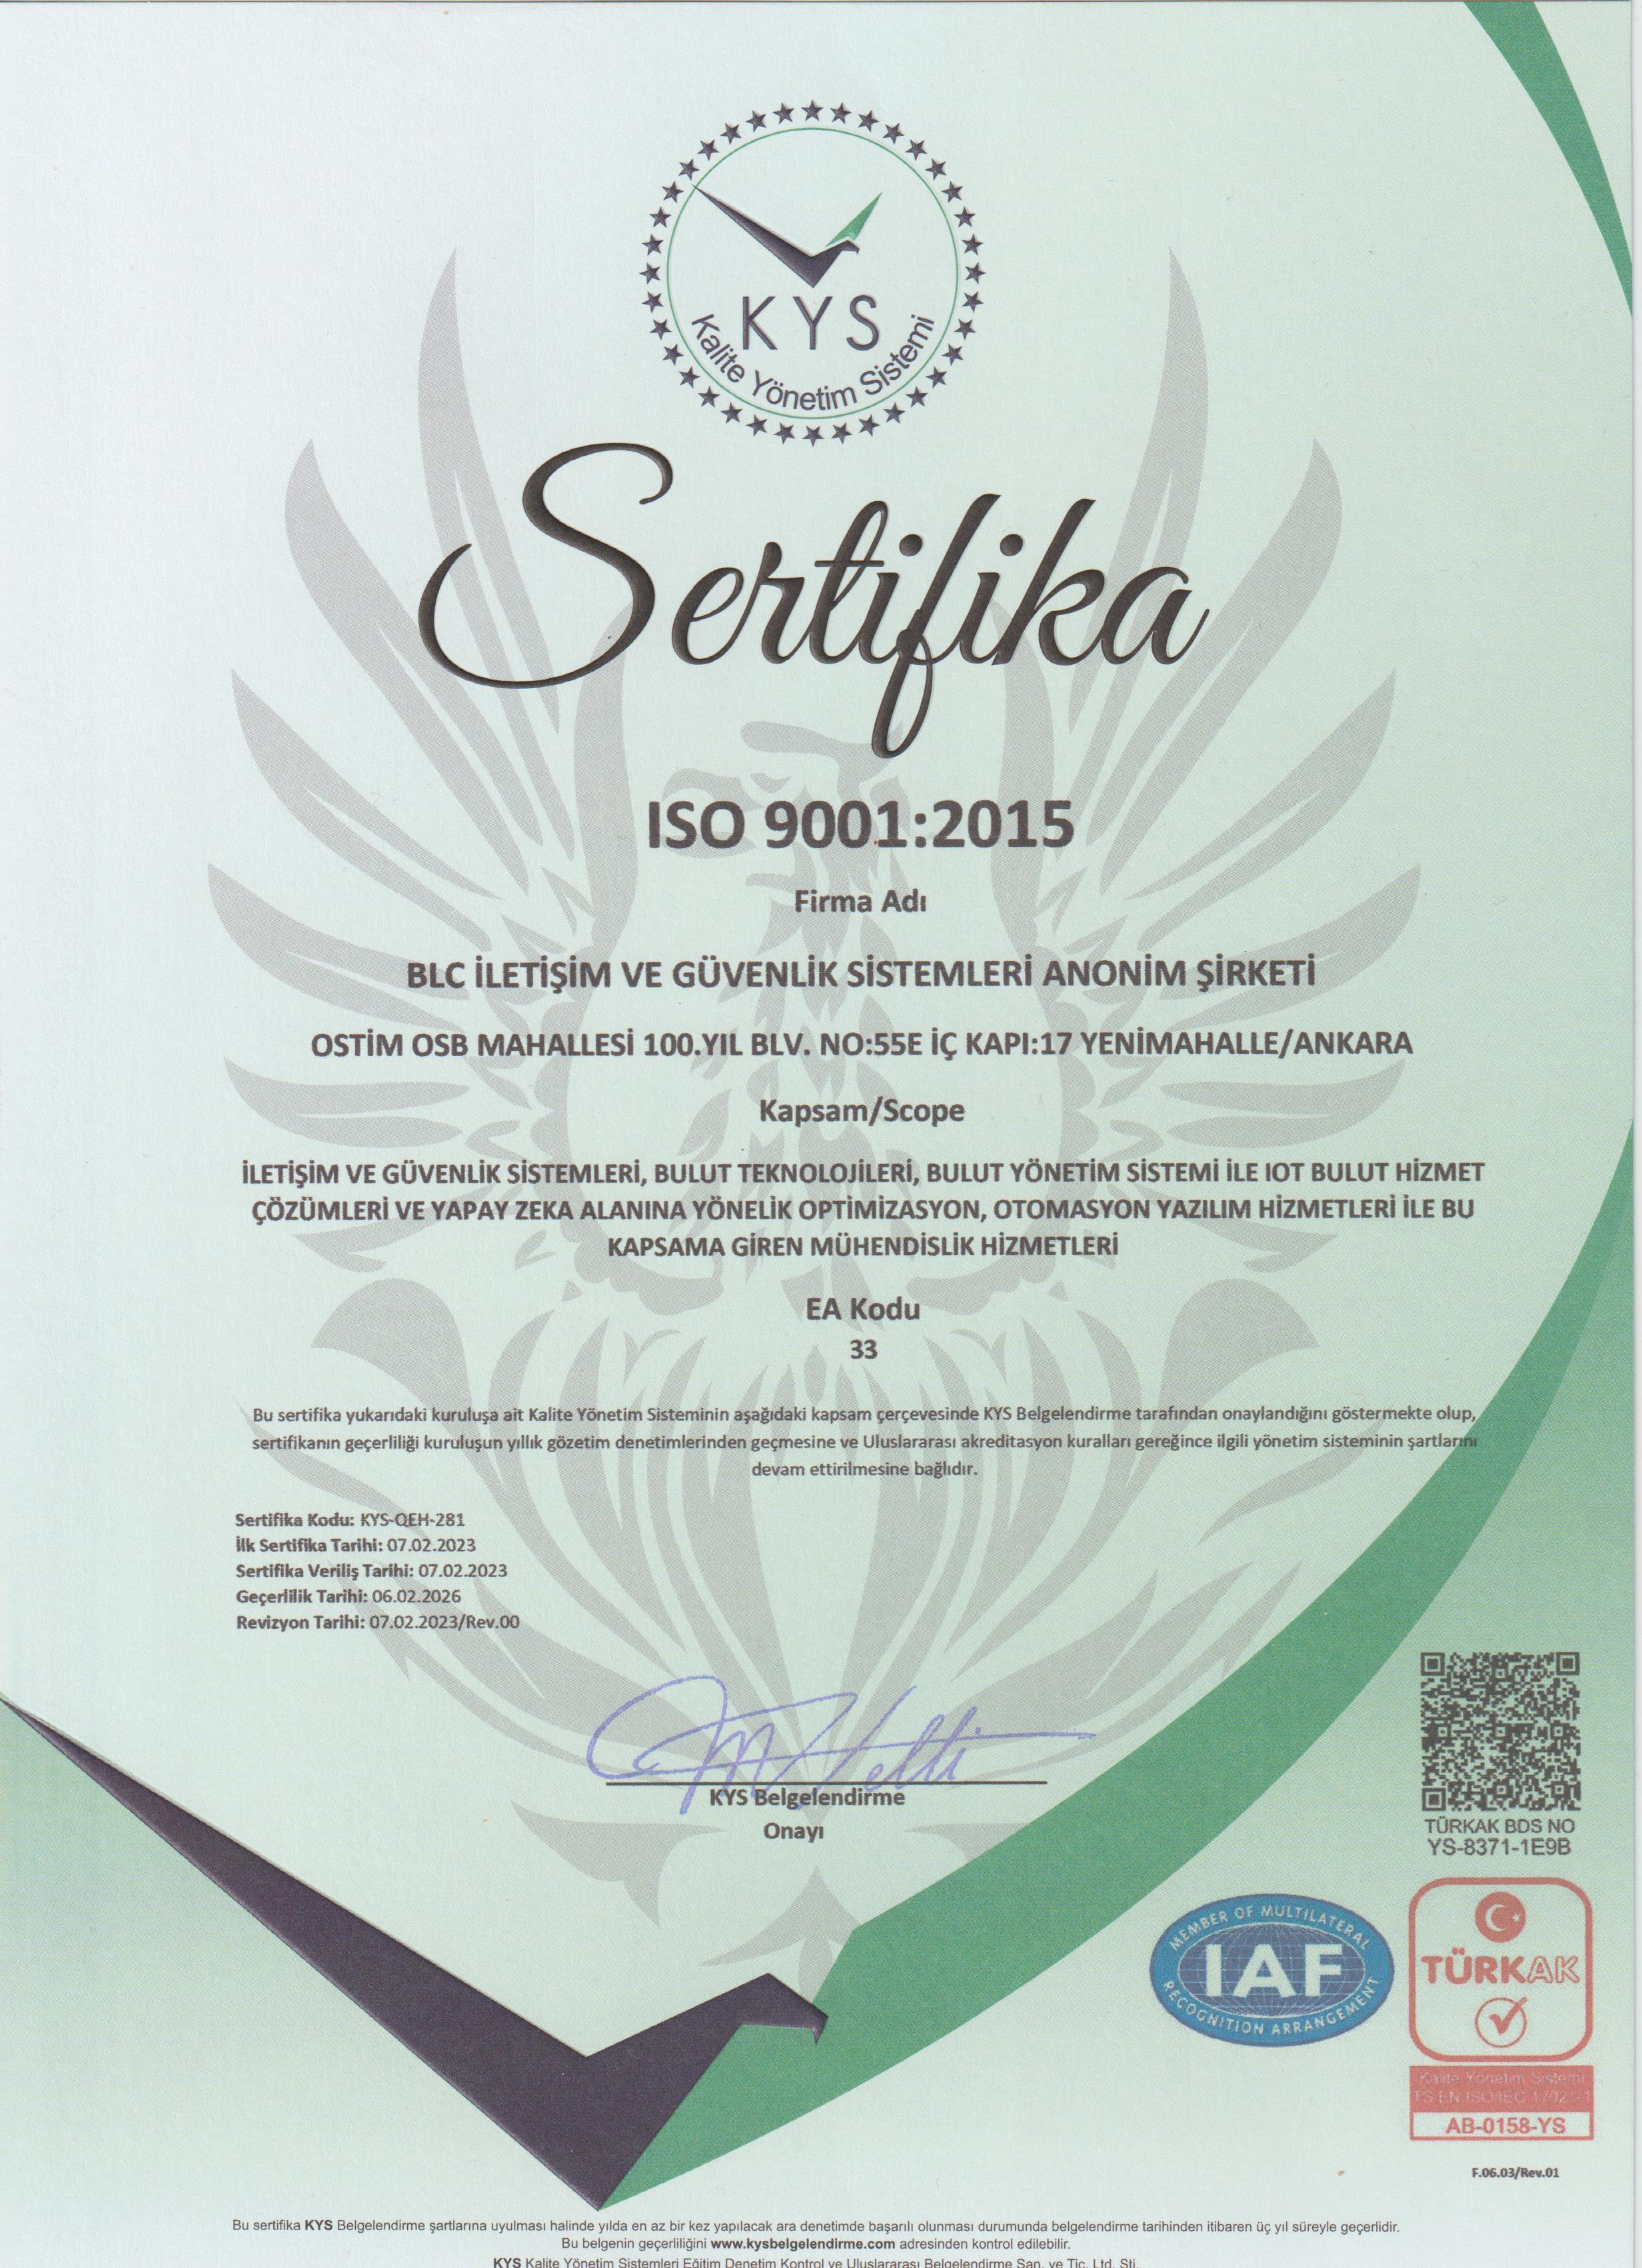 KYS
Kalite Yönetim Sistemi
Sertifika
ISO 9001:2015
Firma Adı
BLC İLETİŞİM VE GÜVENLİK SİSTEMLERİ ANONİM ŞİRKETİ
OSTİM OSB MAHALLESİ 100.YIL BLV. NO:55E İÇ KAPI:17 YENİMAHALLE/ANKARA
Kapsam/Scope
İLETİŞİM VE GÜVENLİK SİSTEMLERİ, BULUT TEKNOLOJİLERİ, BULUT YÖNETİM SİSTEMİ İLE IOT BULUT HİZMET
ÇÖZÜMLERİ VE YAPAY ZEKA ALANINA YÖNELİK OPTİMİZASYON, OTOMASYON YAZILIM HİZMETLERİ İLE BU
KAPSAMA GİREN MÜHENDİSLİK HİZMETLERİ
EA Kodu
33
Bu sertifika yukarıdaki kuruluşa ait Kalite Yönetim Sisteminin aşağıdaki kapsam çerçevesinde KYS Belgelendirme tarafından onaylandığını göstermekte olup,
sertifikanın geçerliliği kuruluşun yıllık gözetim denetimlerinden geçmesine ve Uluslararası akreditasyon kuralları gereğince ilgili yönetim sisteminin şartlarını
devam ettirilmesine bağlıdır.
Sertifika Kodu: KYS-QEH-281
İlk Sertifika Tarihi: 07.02.2023
Sertifika Veriliş Tarihi: 07.02.2023
Geçerlilik Tarihi: 06.02.2026
Revizyon Tarihi: 07.02.2023/Rev.00
KYS Belgelendirme
Onayı
TÜRKAK BDS NO
YS-8371-1E9B
MEMBER OF MULTILATERAL
IAF
RECOGNITION ARRANGEMENT
TÜRKAK
Kalite Yönetim Sistemi
TS EN ISO/IEC 17021-1
AB-0158-YS
F.06.03/Rev.01
Bu sertifika KYS Belgelendirme şartlarına uyulması halinde yılda en az bir kez yapılacak ara denetimde başarılı olunması durumunda belgelendirme tarihinden itibaren üç yıl süreyle geçerlidir.
Bu belgenin geçerliliğini www.kysbelgelendirme.com adresinden kontrol edilebilir.
KYS Kalite Yönetim Sistemleri Eğitim Denetim Kontrol ve Uluslararası Belgelendirme San. ve Tic. Ltd. Şti.